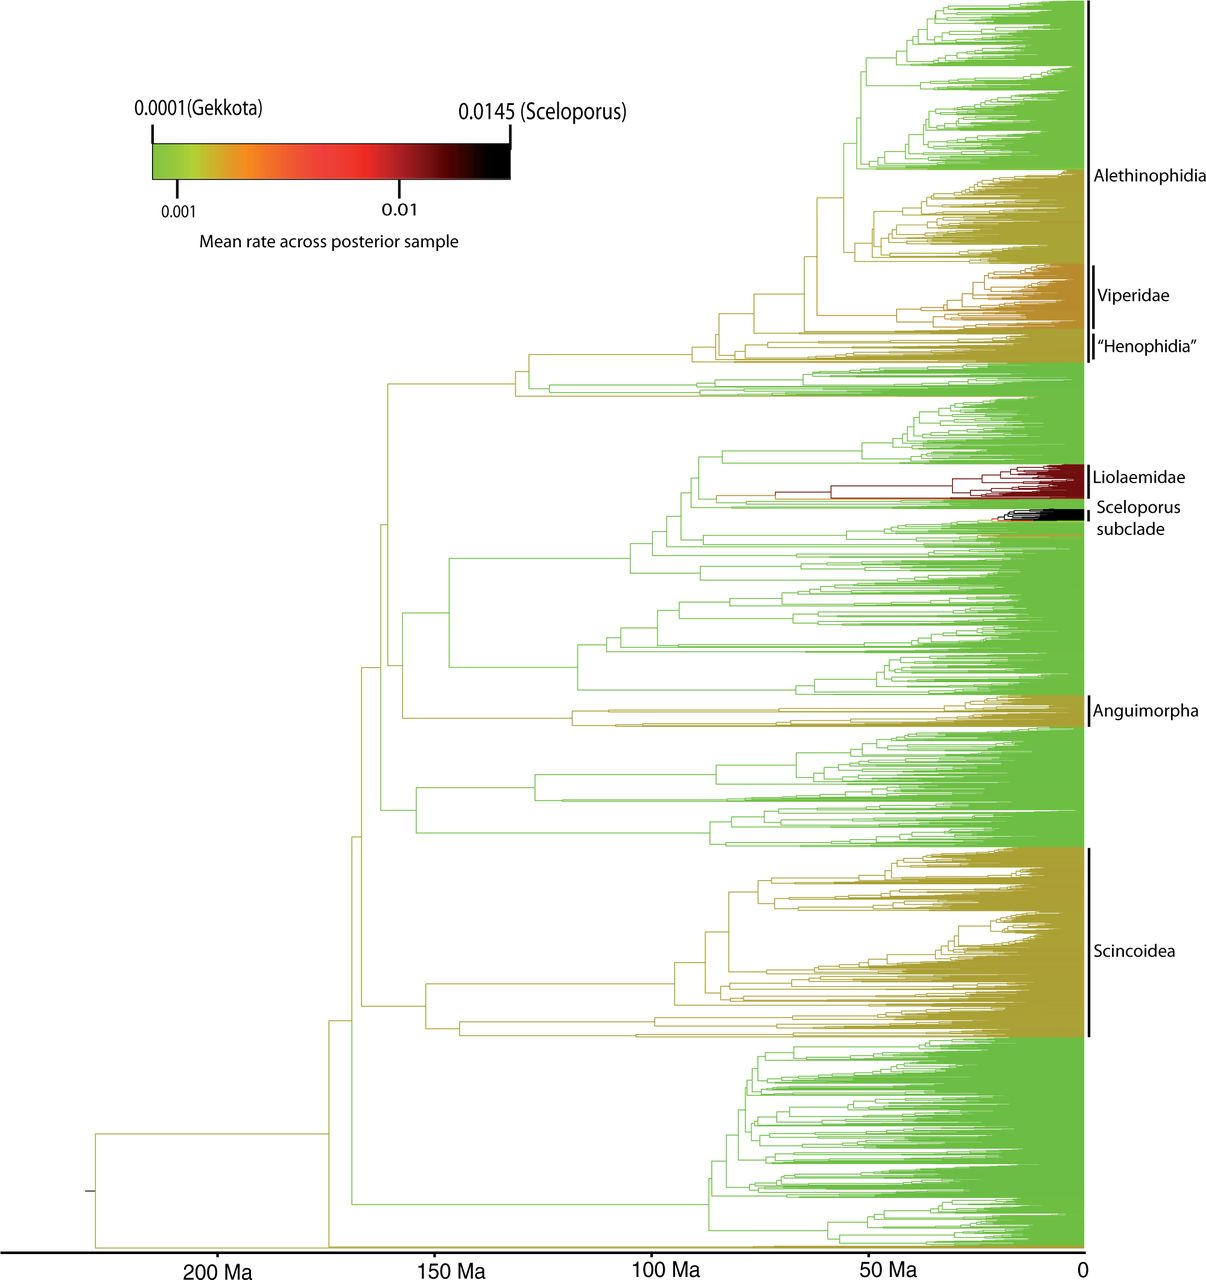 0.0001(Gekkota)
0.0145 (Sceloporus)
0.001
0.01
Mean rate across posterior sample
Alethinophidia
Viperidae
“Henophidia”
Liolaemidae
Sceloporus
subclade
Anguimorpha
Scincoidea
200 Ma 150 Ma 100 Ma 50 Ma 0